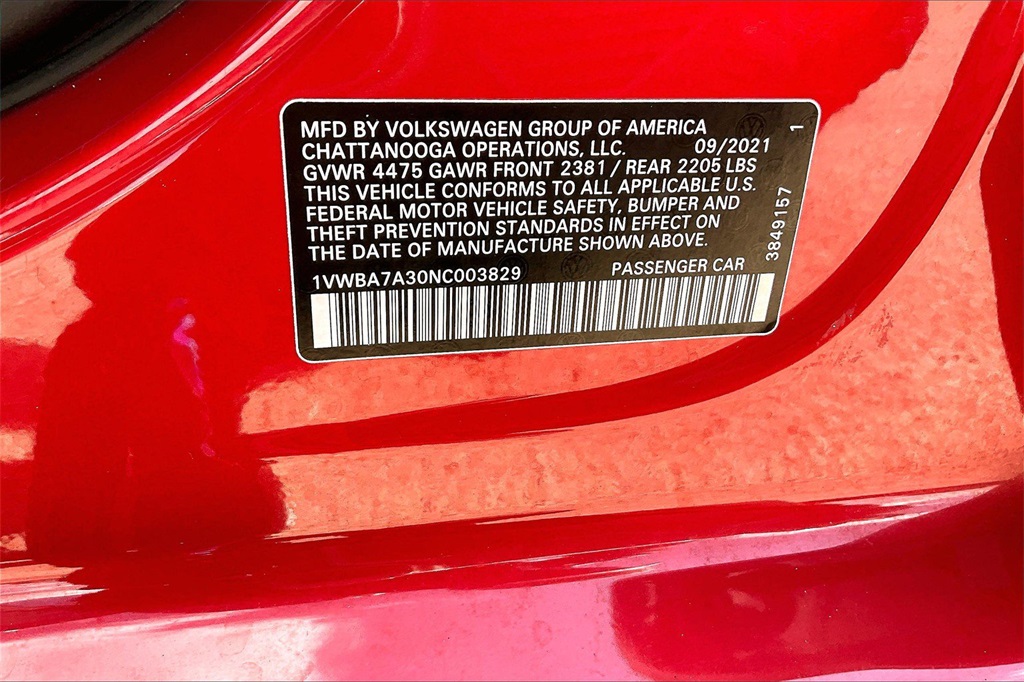 MFD BY VOLKSWAGEN GROUP OF AMERICA
CHATTANOOGA OPERATIONS, LLC. 09/2021
GVWR 4475 GAWR FRONT 2381 / REAR 2205 LBS
THIS VEHICLE CONFORMS TO ALL APPLICABLE U.S.
FEDERAL MOTOR VEHICLE SAFETY, BUMPER AND
THEFT PREVENTION STANDARDS IN EFFECT ON
THE DATE OF MANUFACTURE SHOWN ABOVE.
1VWBA7A30NC003829 PASSENGER CAR
3849157 1